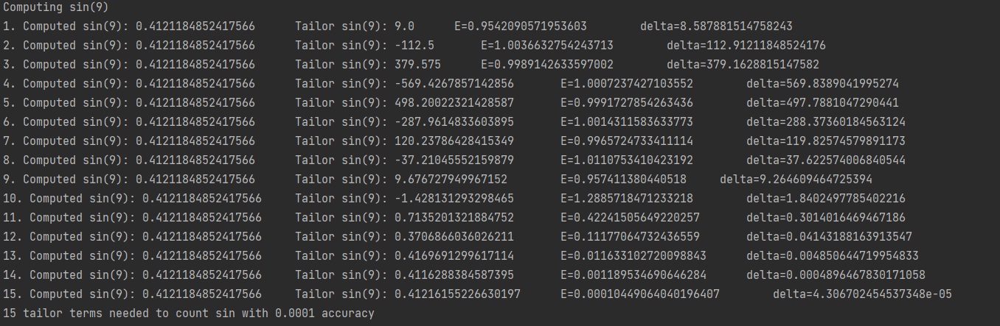 Computing sin(9)
1. Computed sin(9): 0.4121184852417566 Tailor sin(9): 9.0 E=0.9542090571953603 delta=8.587881514758243
2. Computed sin(9): 0.4121184852417566 Tailor sin(9): -112.5 E=1.0036632754243713 delta=112.91211848524176
3. Computed sin(9): 0.4121184852417566 Tailor sin(9): 379.575 E=0.9989142633597002 delta=379.1628815147582
4. Computed sin(9): 0.4121184852417566 Tailor sin(9): -569.4267857142856 E=1.0007237427103552 delta=569.8389041995274
5. Computed sin(9): 0.4121184852417566 Tailor sin(9): 498.20022321428587 E=0.9991727854263436 delta=497.7881047290441
6. Computed sin(9): 0.4121184852417566 Tailor sin(9): -287.9614833603895 E=1.0014311583633773 delta=288.37360184563124
7. Computed sin(9): 0.4121184852417566 Tailor sin(9): 120.23786428415349 E=0.9965724733411114 delta=119.82574579891173
8. Computed sin(9): 0.4121184852417566 Tailor sin(9): -37.21045552159879 E=1.0110753410423192 delta=37.622574006840544
9. Computed sin(9): 0.4121184852417566 Tailor sin(9): 9.676727949967152 E=0.957411380440518 delta=9.264609464725394
10. Computed sin(9): 0.4121184852417566 Tailor sin(9): -1.428131293298465 E=1.2885718471233218 delta=1.8402497785402216
11. Computed sin(9): 0.4121184852417566 Tailor sin(9): 0.7135201321884752 E=0.42241505649220257 delta=0.3014016469467186
12. Computed sin(9): 0.4121184852417566 Tailor sin(9): 0.3706866036026211 E=0.11177064732436559 delta=0.04143188163913547
13. Computed sin(9): 0.4121184852417566 Tailor sin(9): 0.4169691299617114 E=0.011633102720098843 delta=0.004850644719954833
14. Computed sin(9): 0.4121184852417566 Tailor sin(9): 0.4116288384587395 E=0.001189534690646284 delta=0.0004896467830171058
15. Computed sin(9): 0.4121184852417566 Tailor sin(9): 0.41216155226630197 E=0.00010449064040196407 delta=4.306702454537348e-05
15 tailor terms needed to count sin with 0.0001 accuracy